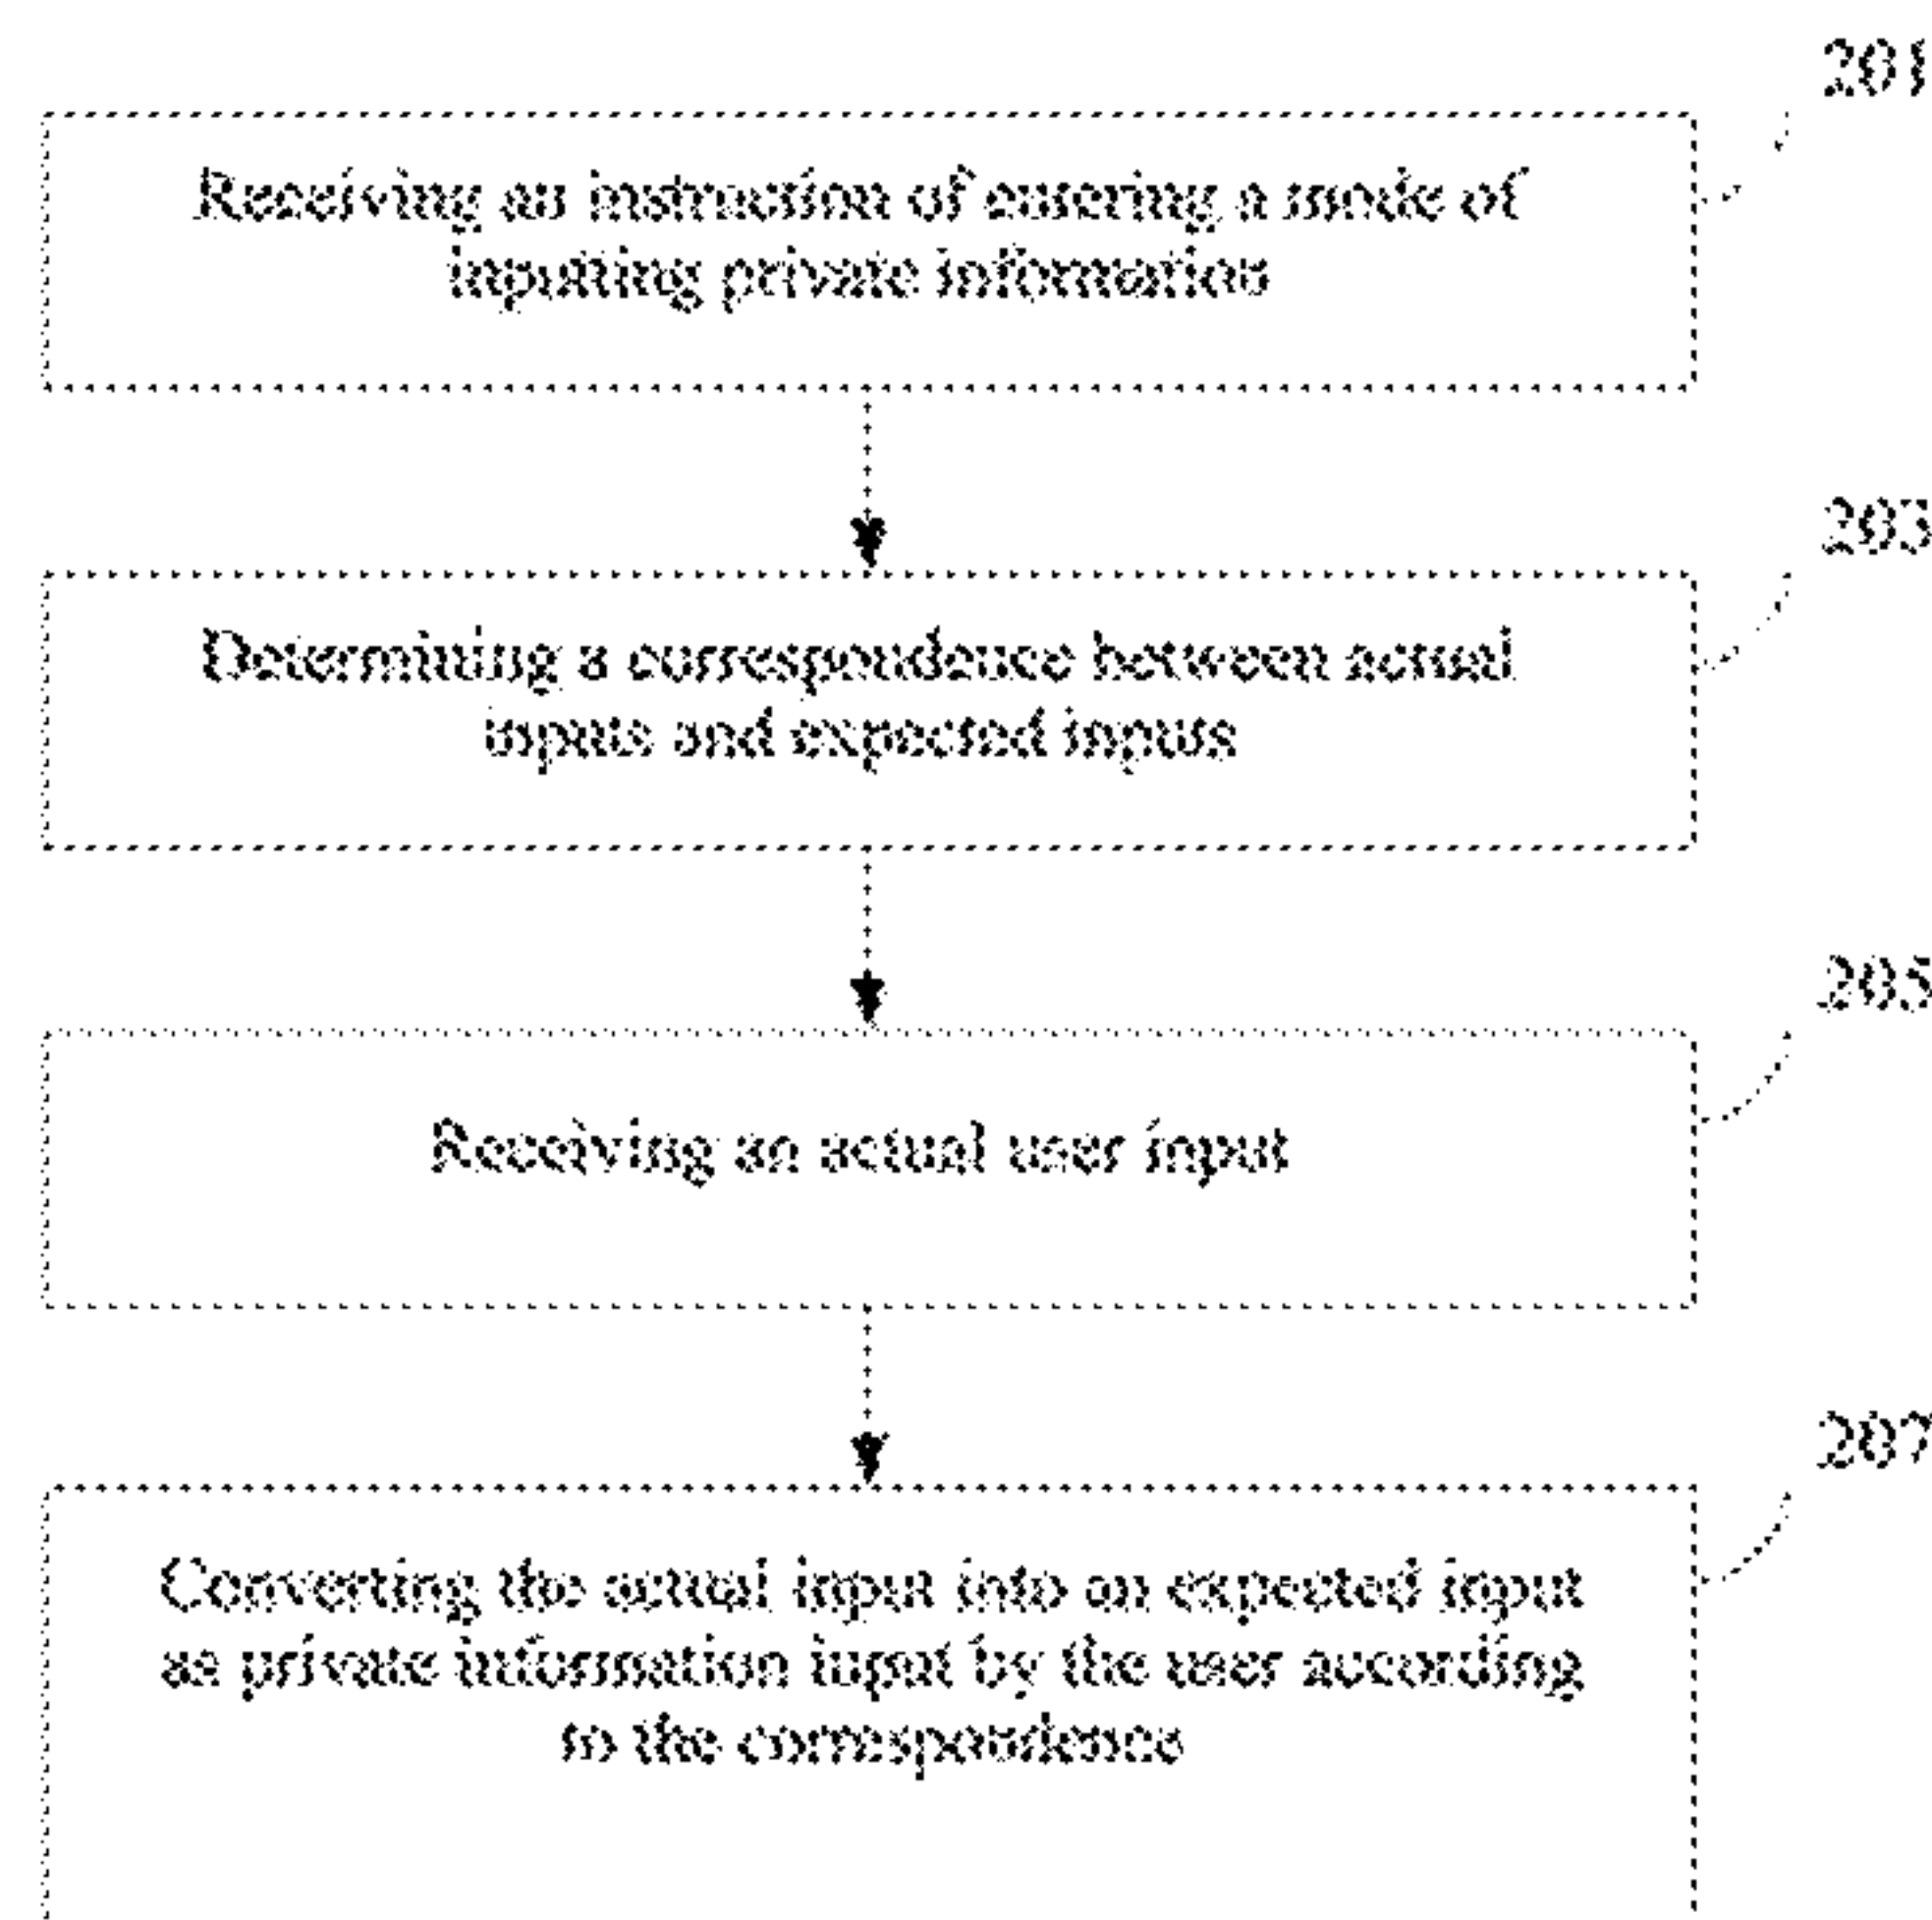 201
Receiving an instruction of entering a mode of
inputting private information
203
Determining a correspondence between actual
inputs and expected inputs
205
Receiving an actual user input
207
Converting the actual input into an expected input
as private information input by the user according
to the correspondence